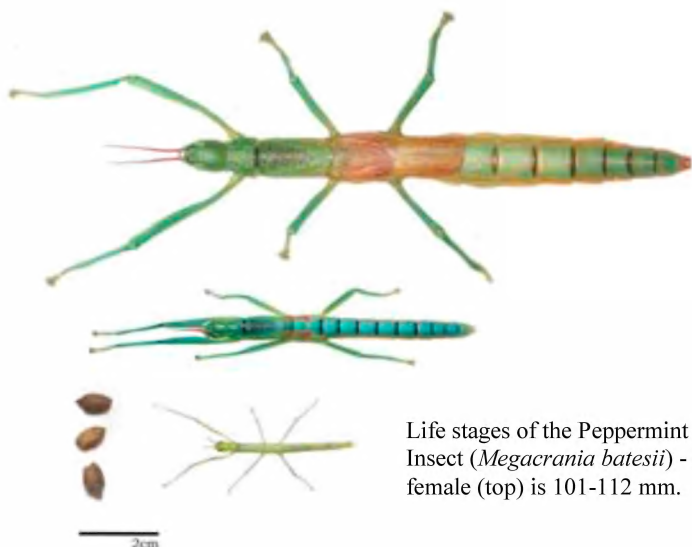 Life stages of the Peppermint
Insect (Megacrania batesii) -
female (top) is 101-112 mm.
2cm